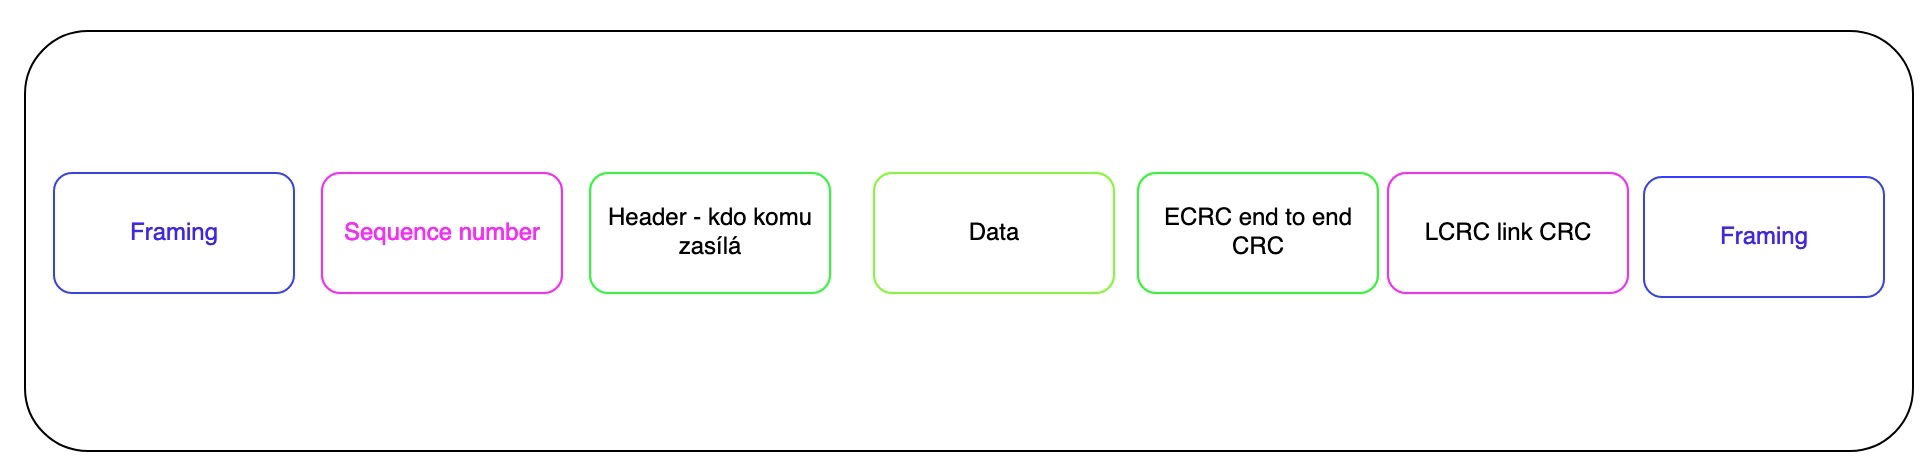 Framing
Sequence number
Header - kdo komu
zasílá
Data
ECRC end to end
CRC
LCRC link CRC
Framing